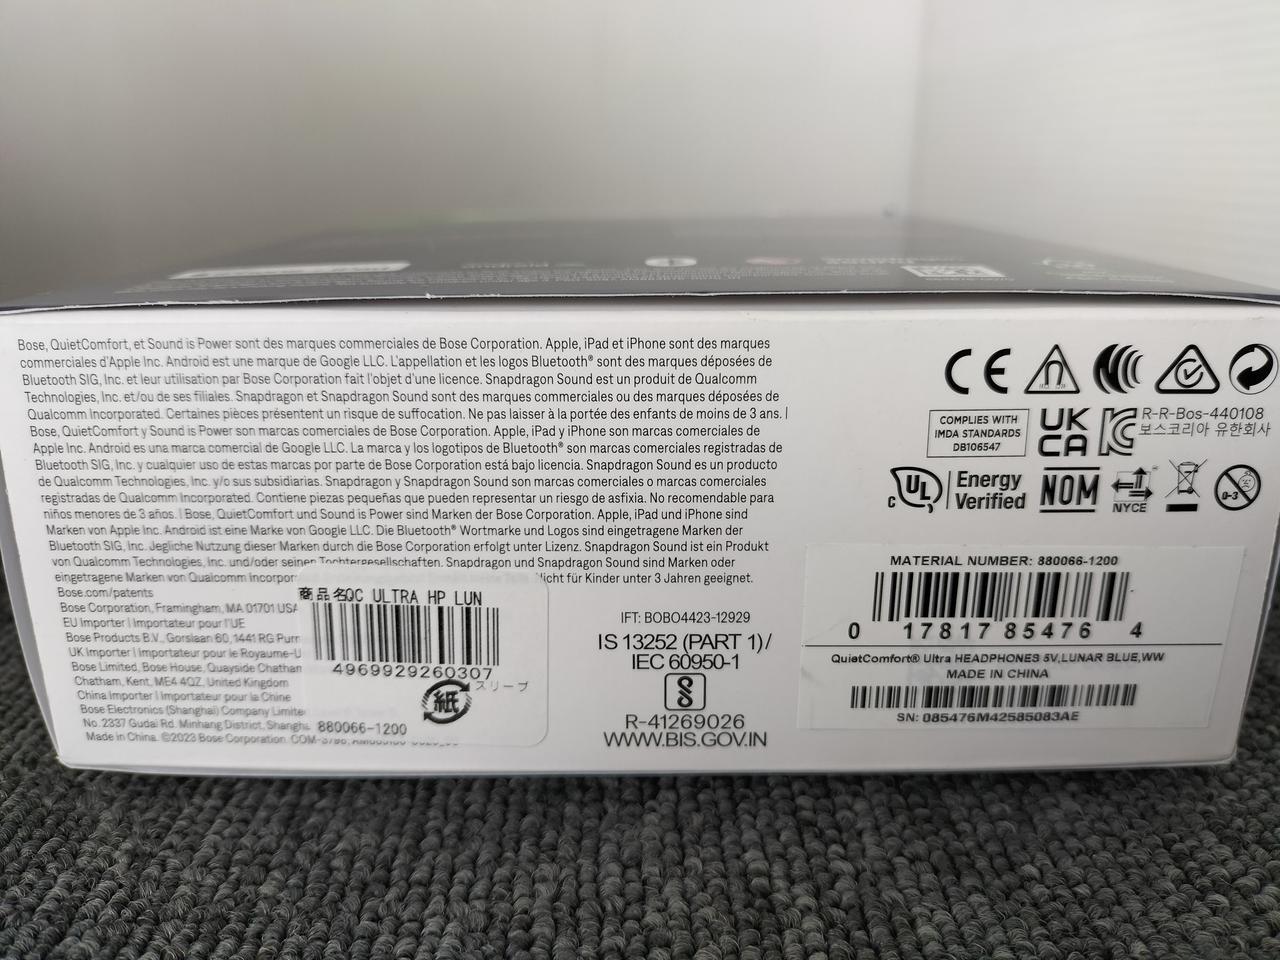 Bose, QuietComfort, et Sound is Power sont des marques commerciales de Bose Corporation. Apple, iPad et iPhone sont des marques
commerciales d'Apple Inc. Android est une marque de Google LLC. L'appellation et les logos Bluetooth® sont des marques déposées de
Bluetooth SIG, Inc. et leur utilisation par Bose Corporation fait l'objet d'une licence. Snapdragon Sound est un produit de Qualcomm
Technologies, Inc. et/ou de ses filiales. Snapdragon et Snapdragon Sound sont des marques commerciales ou des marques déposées de
Qualcomm Incorporated. Certaines pièces présentent un risque de suffocation. Ne pas laisser à la portée des enfants de moins de 3 ans. |
Bose, QuietComfort y Sound is Power son marcas comerciales de Bose Corporation. Apple, iPad y iPhone son marcas comerciales de
Apple Inc. Android es una marca comercial de Google LLC. La marca y los logotipos de Bluetooth® son marcas comerciales registradas de
Bluetooth SIG, Inc. y cualquier uso de estas marcas por parte de Bose Corporation está bajo licencia. Snapdragon Sound es un producto
de Qualcomm Technologies, Inc. y/o sus subsidiarias. Snapdragon y Snapdragon Sound son marcas comerciales o marcas comerciales
registradas de Qualcomm Incorporated. Contiene piezas pequeñas que pueden representar un riesgo de asfixia. No recomendable para
niños menores de 3 años. | Bose, QuietComfort und Sound is Power sind Marken der Bose Corporation. Apple, iPad und iPhone sind
Marken von Apple Inc. Android ist eine Marke von Google LLC. Die Bluetooth® Wortmarke und Logos sind eingetragene Marken der
Bluetooth SIG, Inc. Jegliche Nutzung dieser Marken durch die Bose Corporation erfolgt unter Lizenz. Snapdragon Sound ist ein Produkt
von Qualcomm Technologies, Inc. und/oder seiner Tochtergesellschaften. Snapdragon und Snapdragon Sound sind Marken oder
eingetragene Marken von Qualcomm Incorpor Nicht für Kinder unter 3 Jahren geeignet.
Bose.com/patents
Bose Corporation, Framingham, MA 01701 USA
EU Importer | Importateur pour l'UE
Bose Products B.V., Gorslaan 60, 1441 RG Purm
UK Importer | Importateur pour le Royaume-U
Bose Limited, Bose House, Quayside Chatham
Chatham, Kent, ME4 4QZ, United Kingdom
China Importer | Importateur pour la Chine
Bose Electronics (Shanghai) Company Limite
No. 2337 Gudai Rd. Minhang District, Shangha
Made in China. ©2023 Bose Corporation.
商品名QC ULTRA HP LUN
4969929260307
紙 スリーブ
880066-1200
IFT: BOBO4423-12929
IS 13252 (PART 1)/
IEC 60950-1
R-41269026
WWW.BIS.GOV.IN
CE
COMPLIES WITH
IMDA STANDARDS
DB106547
UK
CA
R-R-Bos-440108
보스코리아 유한회사
c UL Energy
Verified
NOM
NYCE
0-3
MATERIAL NUMBER: 880066-1200
0 17817 85476 4
QuietComfort® Ultra HEADPHONES 5V,LUNAR BLUE,WW
MADE IN CHINA
SN: 085476M42585083AE